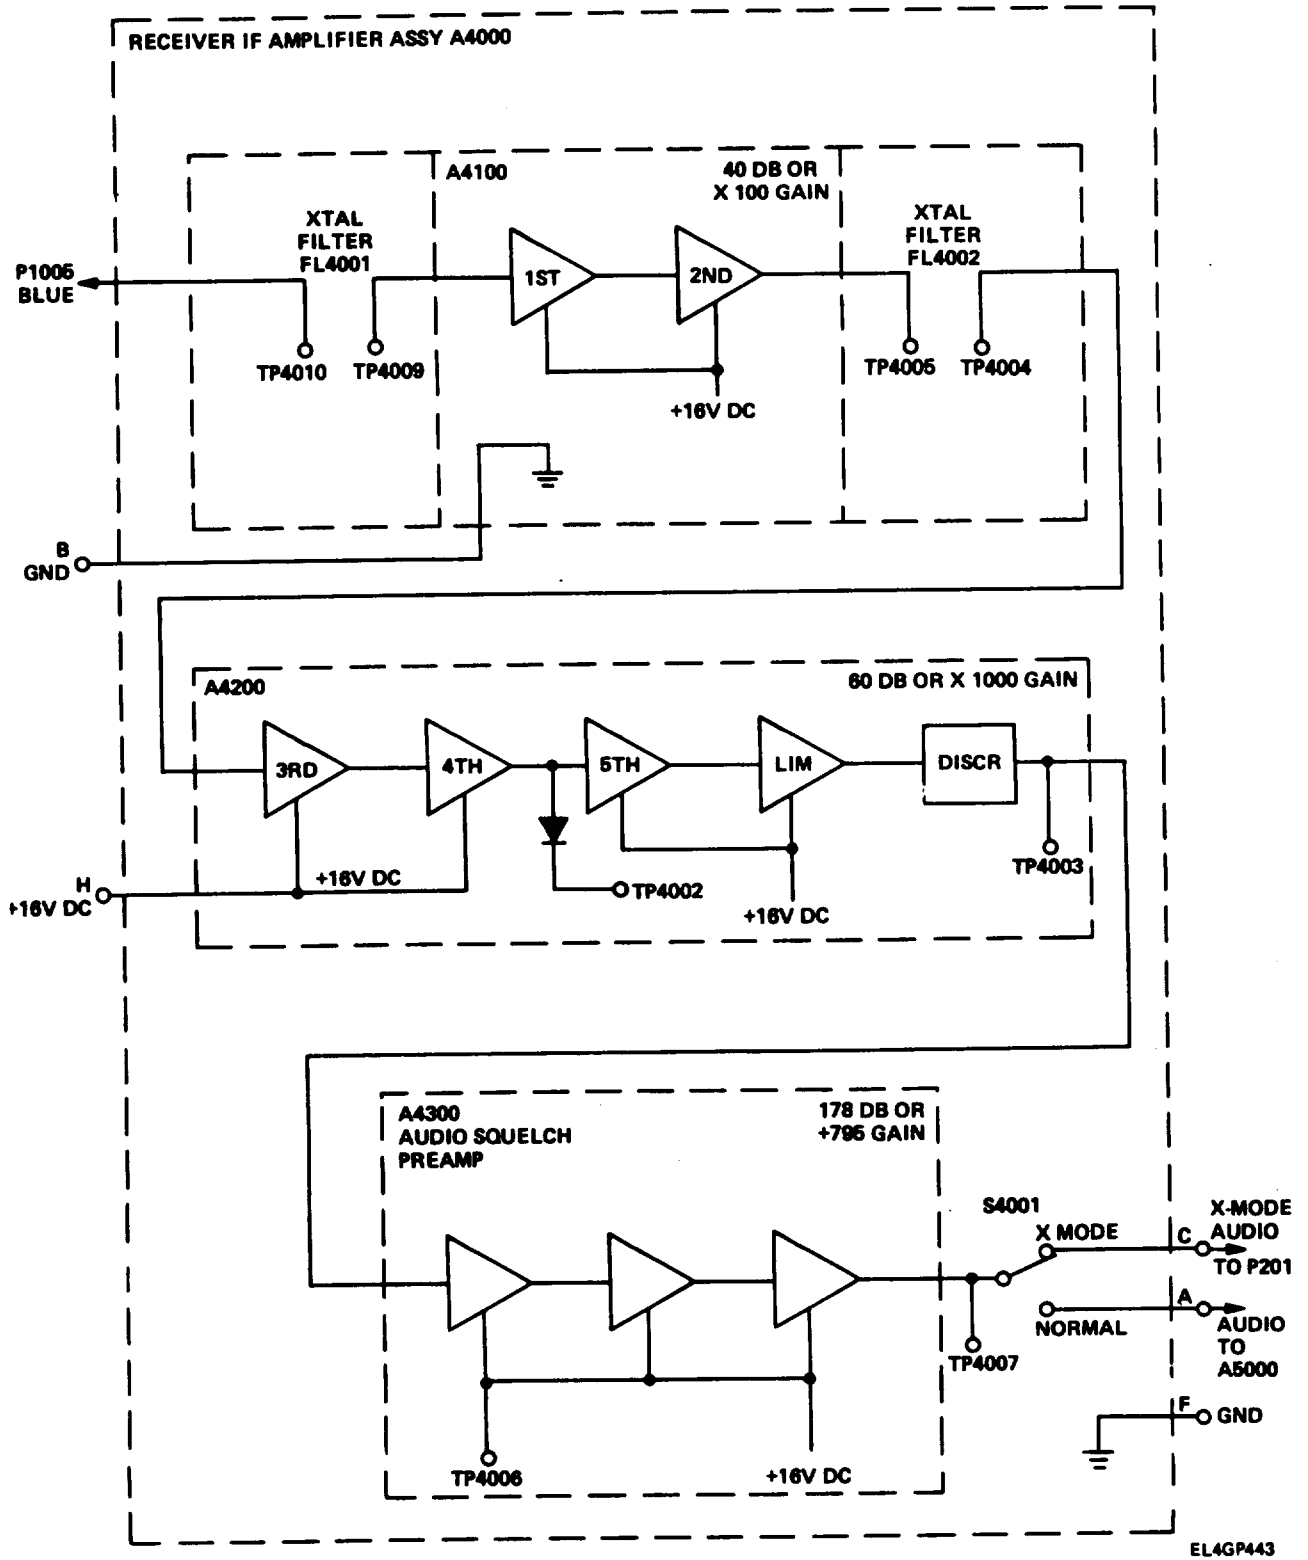 RECEIVER IF AMPLIFIER ASSY A4000
A4100
40 DB OR
X 100 GAIN
XTAL
FILTER
FL4001
XTAL
FILTER
FL4002
P1005
BLUE
1ST
2ND
TP4010
TP4009
TP4005
TP4004
+16V DC
B
GND
A4200
60 DB OR X 1000 GAIN
3RD
4TH
5TH
LIM
DISCR
TP4003
H
+16V DC
+16V DC
TP4002
+16V DC
A4300
AUDIO SQUELCH
PREAMP
178 DB OR
+795 GAIN
S4001
X MODE
C
X-MODE
AUDIO
TO P201
NORMAL
A
AUDIO
TO
A5000
TP4007
F
GND
TP4006
+16V DC
EL4GP443